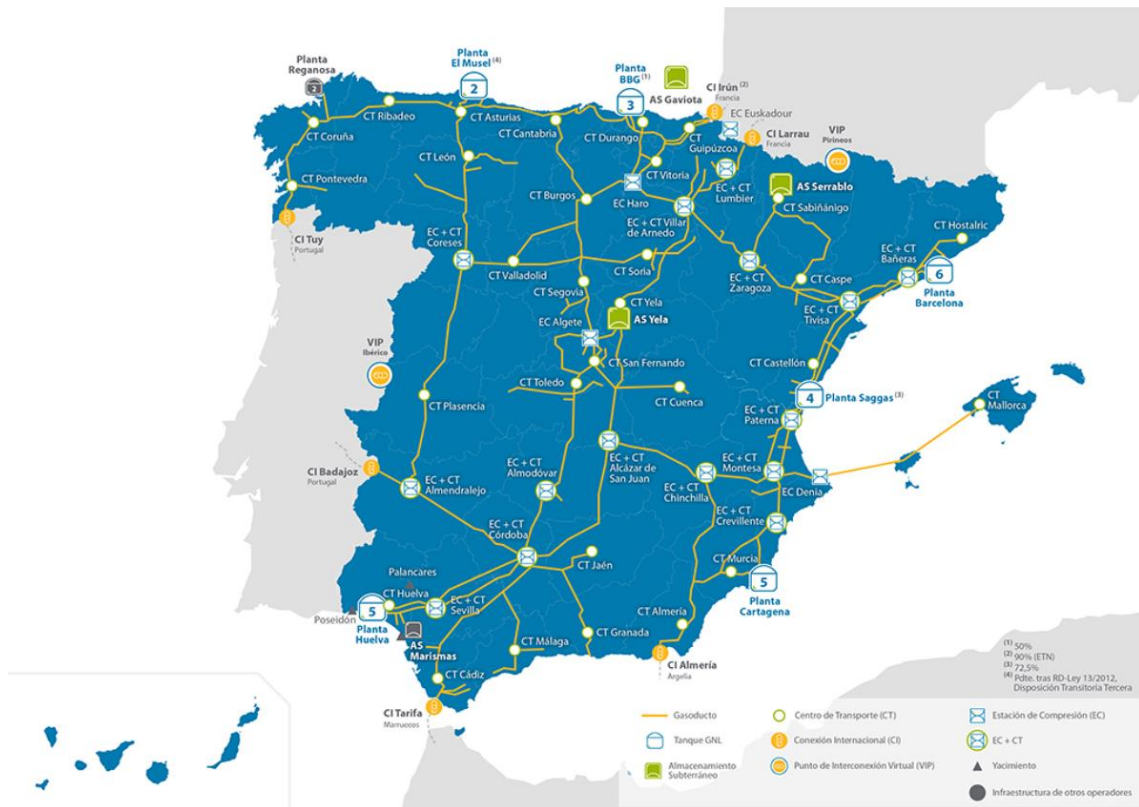 Planta
Reganosa
2
Planta
El Musel (4)
2
Planta
BBG (1)
3
AS Gaviota
CI Irún (2)
Francia
EC Euskadour
CI Larrau
Francia
VIP
Pirineos
CT Coruña
CT Ribadeo
CT Asturias
CT Cantabria
CT Durango
CT
Guipúzcoa
CT León
CT Vitoria
EC + CT
Lumbier
AS Serrablo
CT Sabiñánigo
CT Pontevedra
CT Burgos
EC Haro
CI Tuy
Portugal
EC + CT
Coreses
EC + CT Villar
de Arnedo
CT Hostalric
EC + CT
Bañeras
6
Planta
Barcelona
CT Valladolid
CT Soria
EC + CT
Zaragoza
CT Caspe
EC + CT
Tivisa
CT Segovia
CT Yela
AS Yela
EC Algete
VIP
Ibérico
CT San Fernando
CT Castellón
CT Toledo
CT Cuenca
4
Planta Saggas (3)
CT
Mallorca
CT Plasencia
EC + CT
Paterna
CI Badajoz
Portugal
EC + CT
Almendralejo
EC + CT
Almodóvar
EC + CT
Alcázar de
San Juan
EC + CT
Chinchilla
EC + CT
Montesa
EC Denia
EC + CT
Crevillente
EC + CT
Córdoba
CT Jaén
CT Murcia
5
Planta
Cartagena
Palancares
CT Huelva
Poseidón
5
Planta
Huelva
EC + CT
Sevilla
AS
Marismas
CT Málaga
CT Granada
CT Almería
CI Almería
Argelia
CT Cádiz
CI Tarifa
Marruecos
(1) 50%
(2) 90% (ETN)
(3) 72,5%
(4) Pdte. tras RD-Ley 13/2012,
Disposición Transitoria Tercera
Gasoducto
Centro de Transporte (CT)
Estación de Compresión (EC)
Tanque GNL
Conexión Internacional (CI)
EC + CT
Almacenamiento
Subterráneo
Punto de Interconexión Virtual (VIP)
Yacimiento
Infraestructura de otros operadores